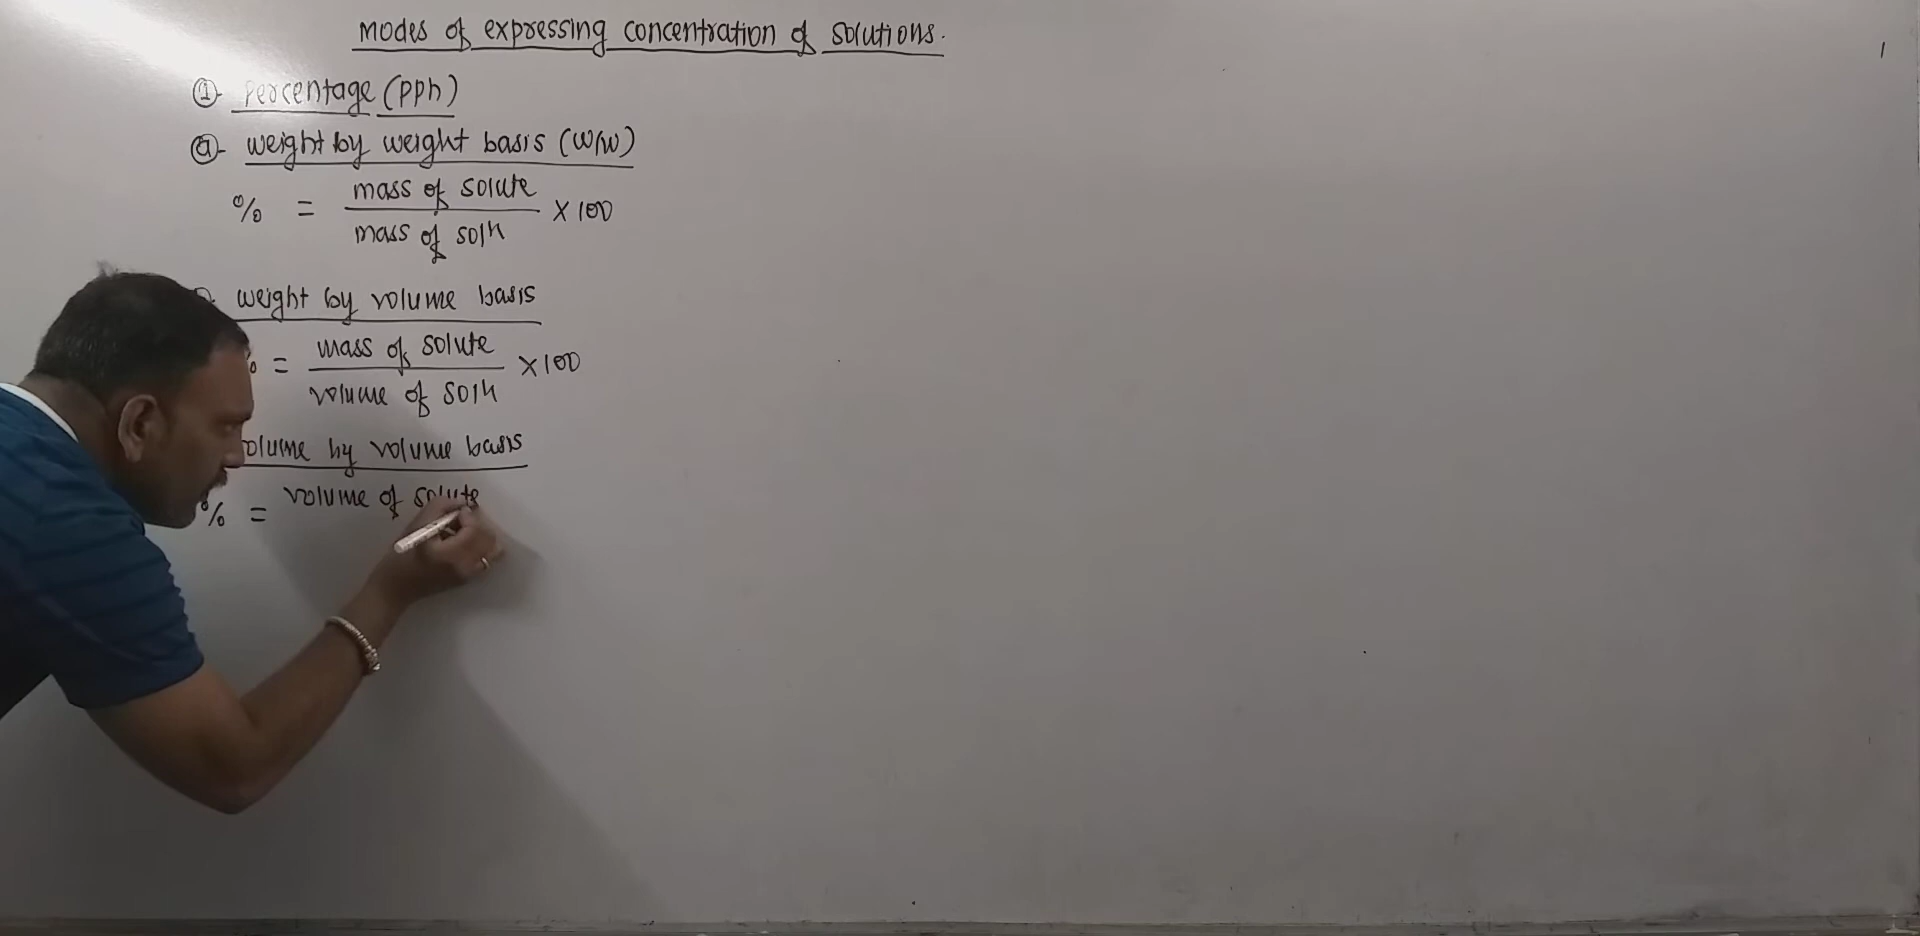 Modes of expressing concentration of solutions.
1
① Percentage (PPh)
ⓐ- weight by weight basis (W/W)
% = mass of solute / mass of soln × 100
weight by volume basis
= mass of solute / volume of soln × 100
volume by volume basis
% = volume of solute